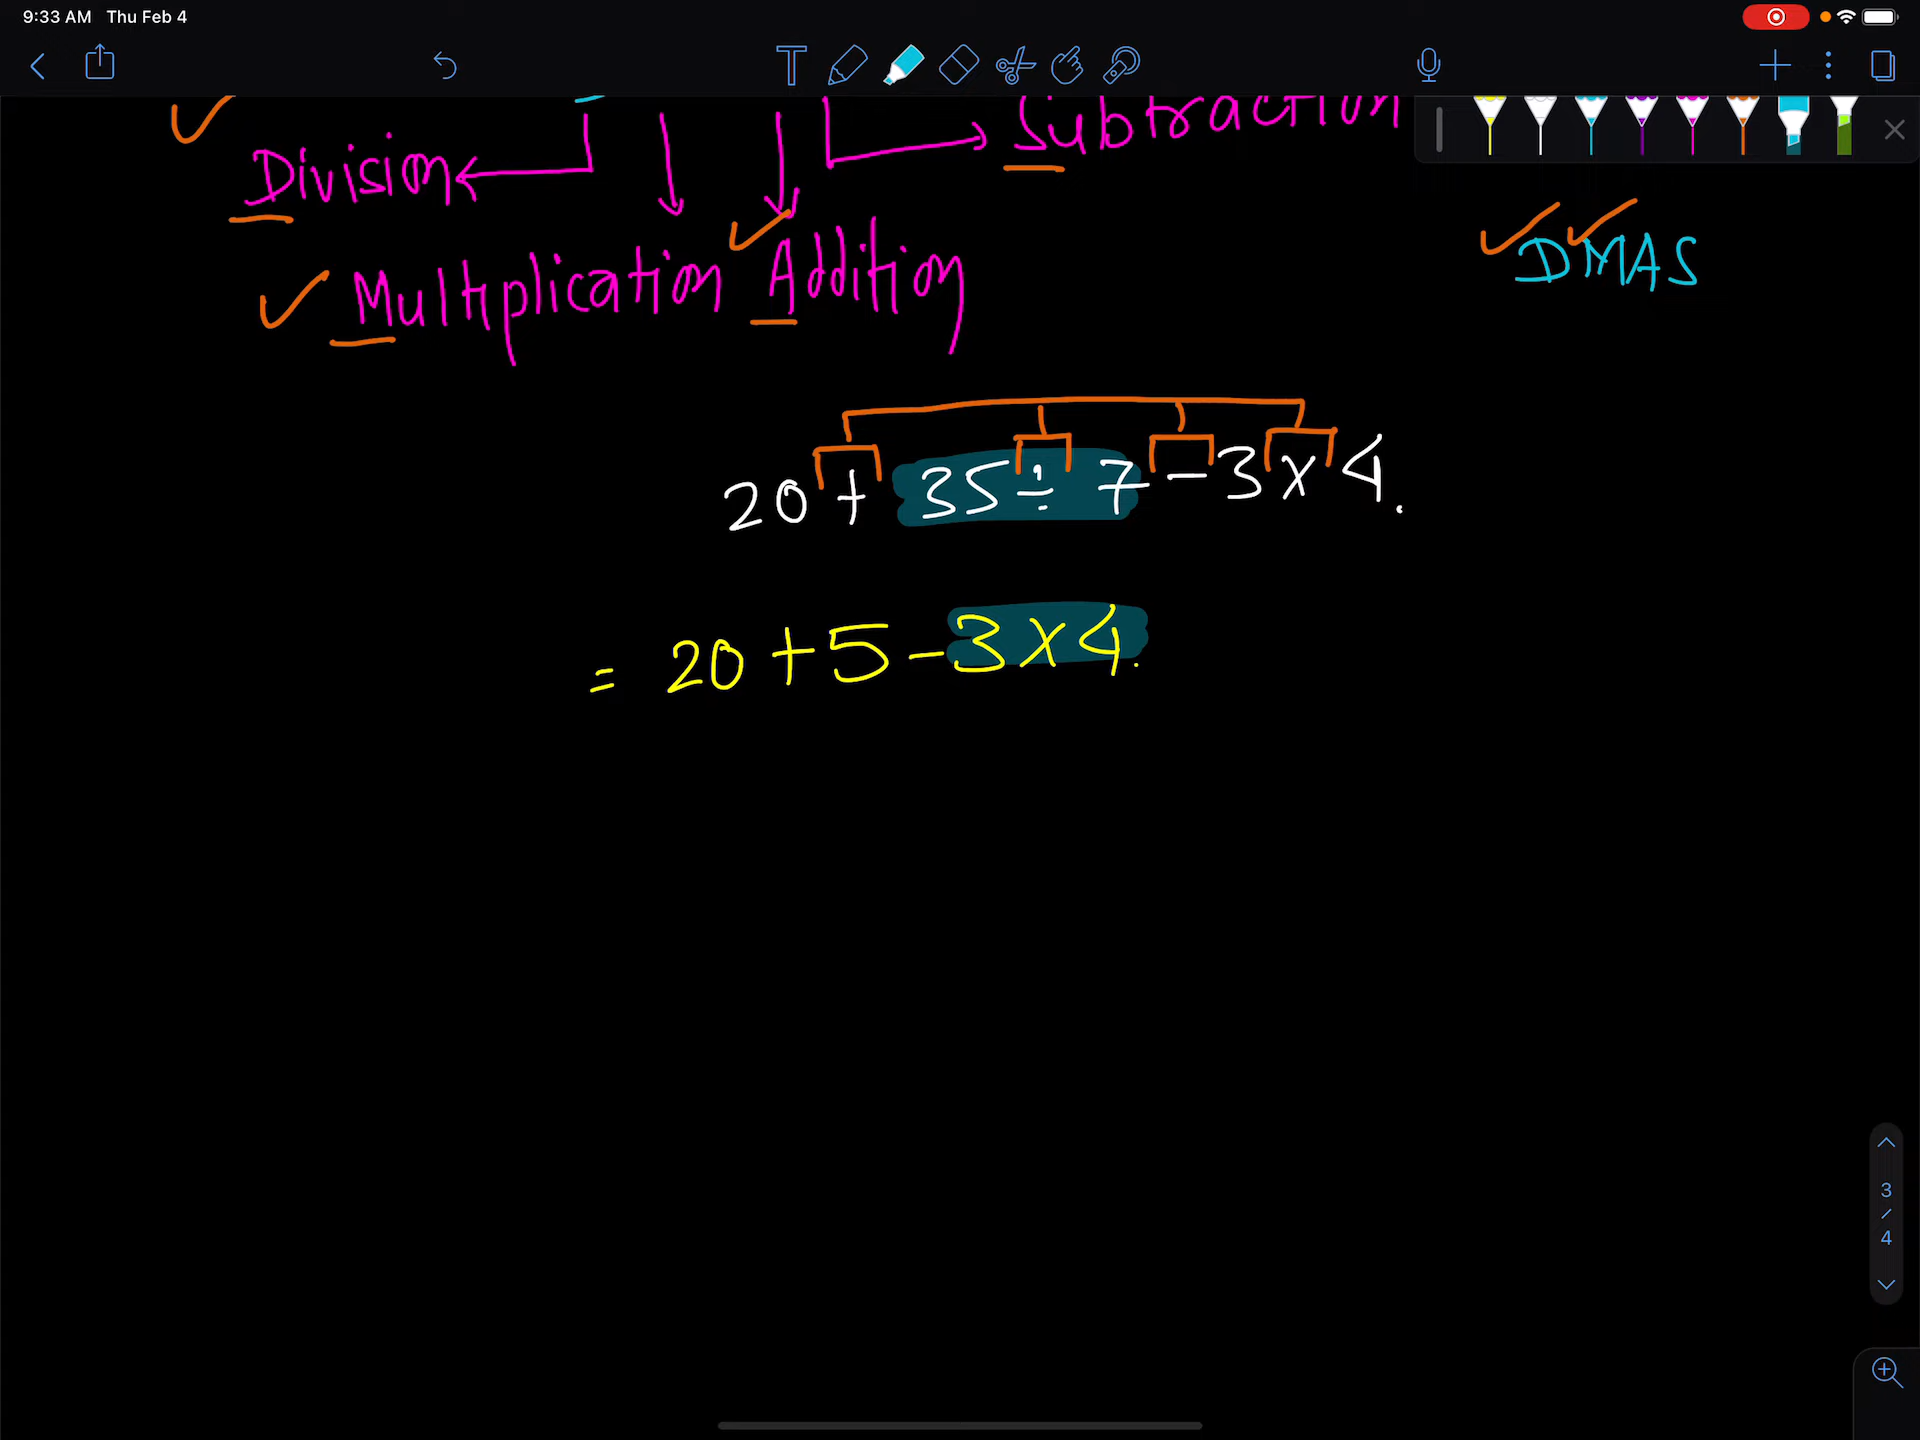 9:33 AM Thu Feb 4
T
Subtraction
Division
DMAS
Multiplication Addition
20 + 35 ÷ 7 - 3 x 4.
= 20 + 5 - 3 x 4.
3
/
4